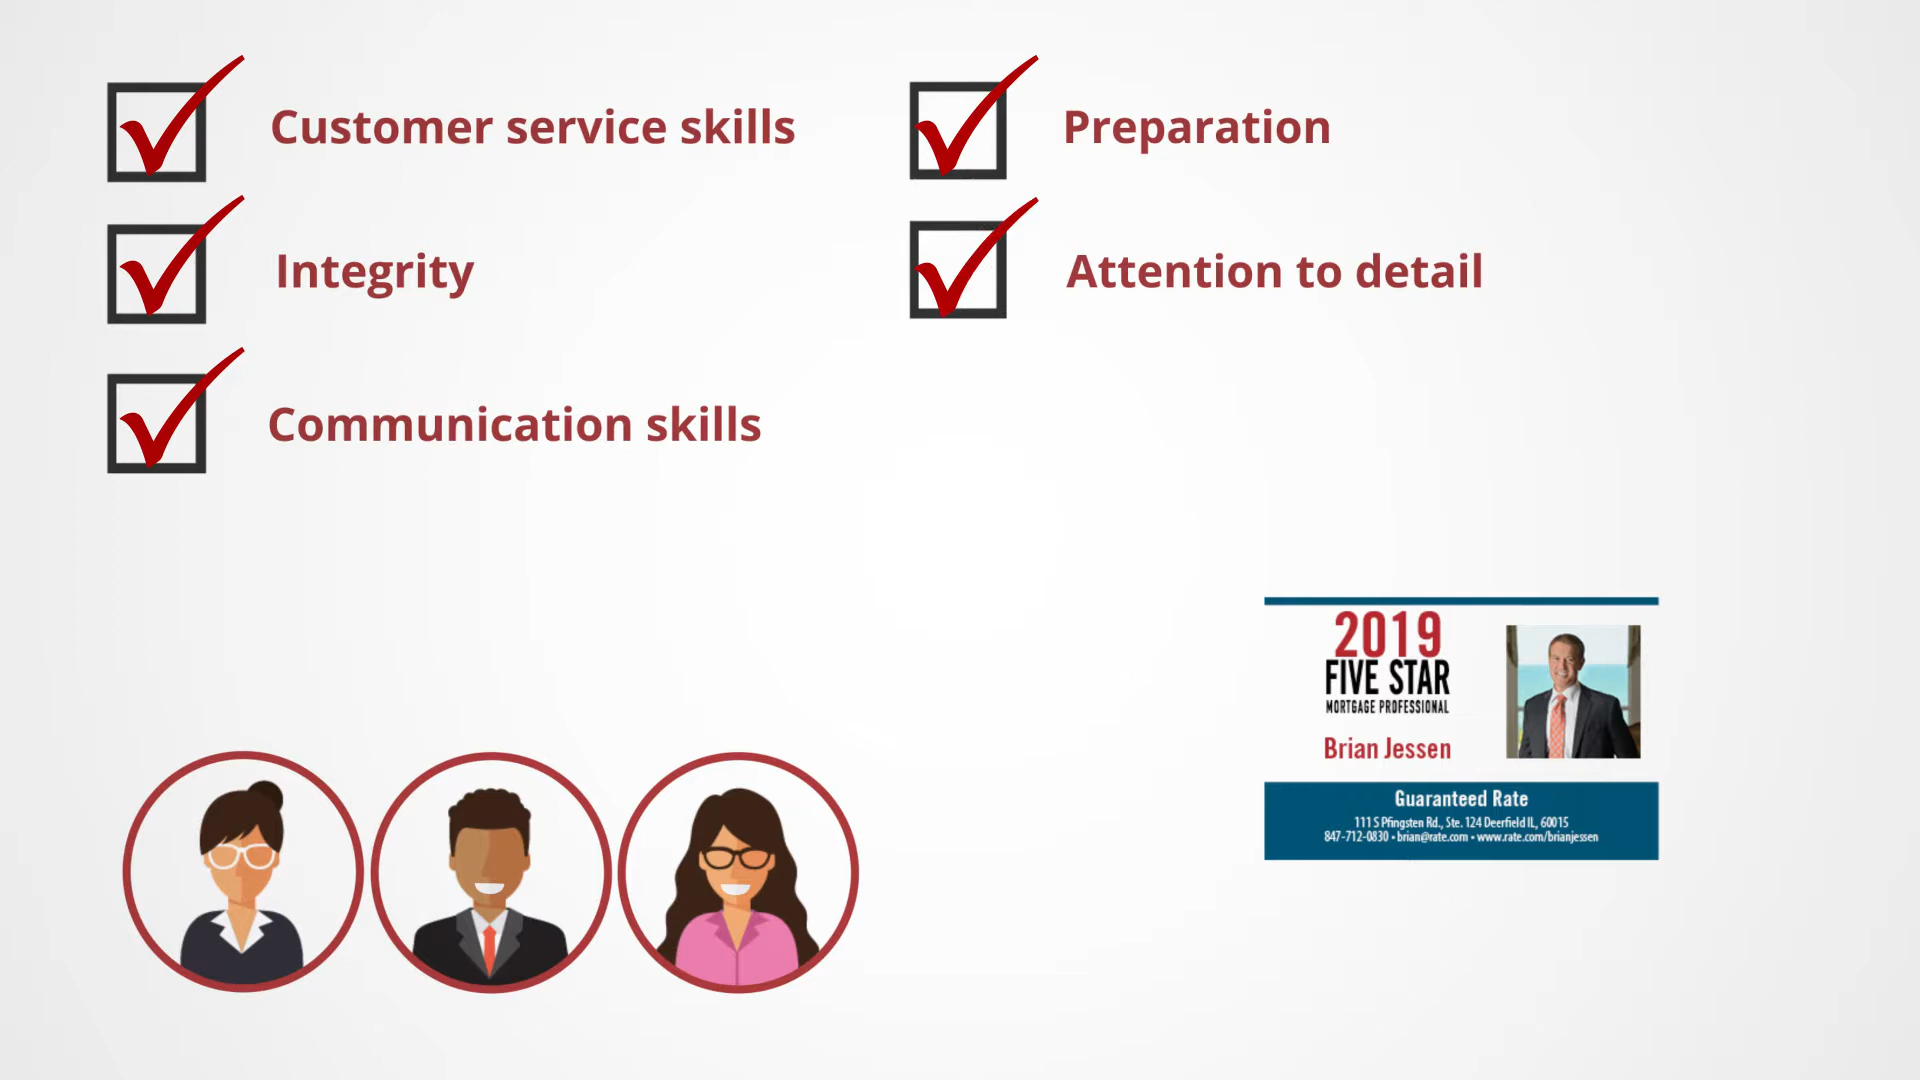 Customer service skills
Integrity
Communication skills
Preparation
Attention to detail
2019
FIVE STAR
MORTGAGE PROFESSIONAL
Brian Jessen
Guaranteed Rate
111 S Pfingsten Rd., Ste. 124 Deerfield IL, 60015
847-712-0830 • brian@rate.com • www.rate.com/brianjessen